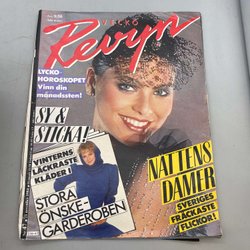 VECKO
Revyn
LYCKO-
HOROSKOPET
Vinn din
månadssten!
SY &
STICKA!
VINTERNS
LÄCKRASTE
KLÄDER!
STORA
ÖNSKE-
GARDEROBEN
NATTENS
DAMER
SVERIGES
FRÄCKASTE
FLICKOR!